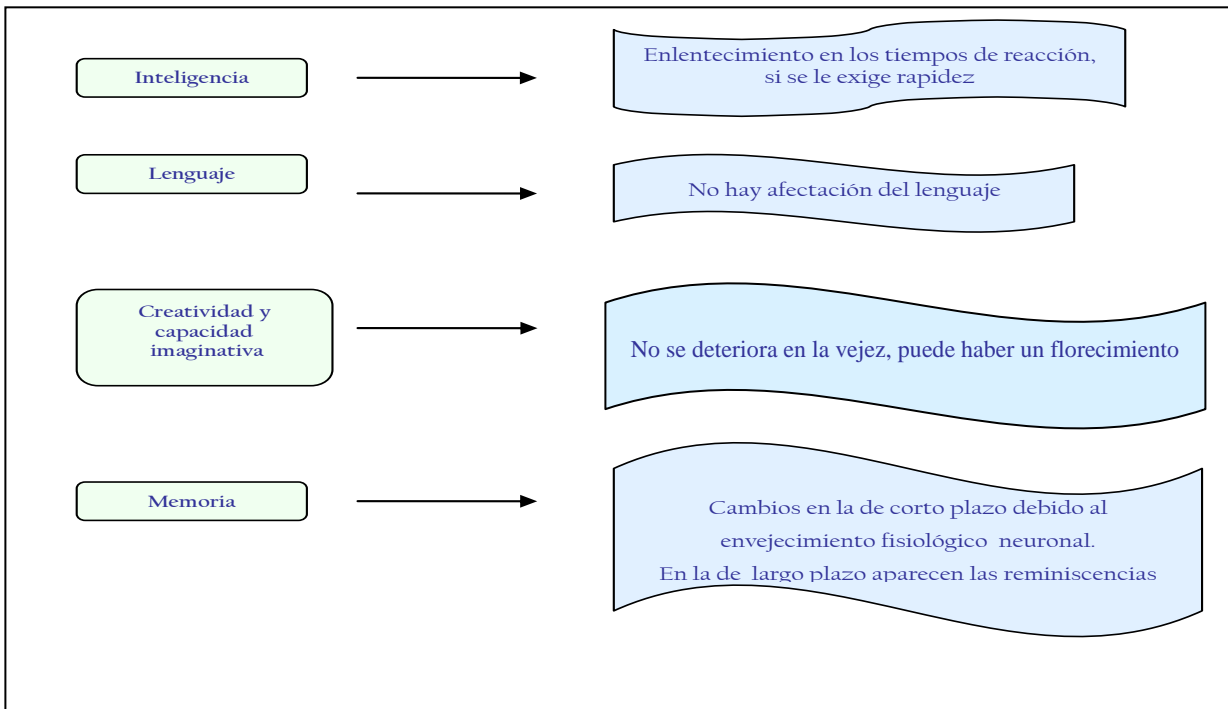 Inteligencia
Enlentecimiento en los tiempos de reacción,
si se le exige rapidez
Lenguaje
No hay afectación del lenguaje
Creatividad y
capacidad
imaginativa
No se deteriora en la vejez, puede haber un florecimiento
Memoria
Cambios en la de corto plazo debido al
envejecimiento fisiológico neuronal.
En la de largo plazo aparecen las reminiscencias